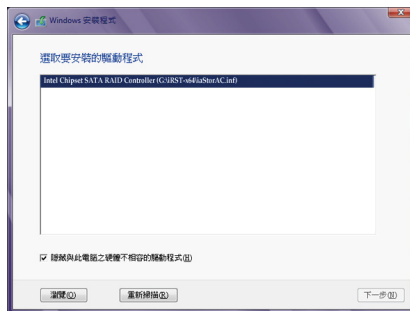 Windows 安裝程式
選取要安裝的驅動程式
Intel Chipset SATA RAID Controller (G:\iRST-x64\iaStorAC.inf)
隱藏與此電腦之硬體不相容的驅動程式(H)
瀏覽(O)
重新掃描(R)
下一步(N)